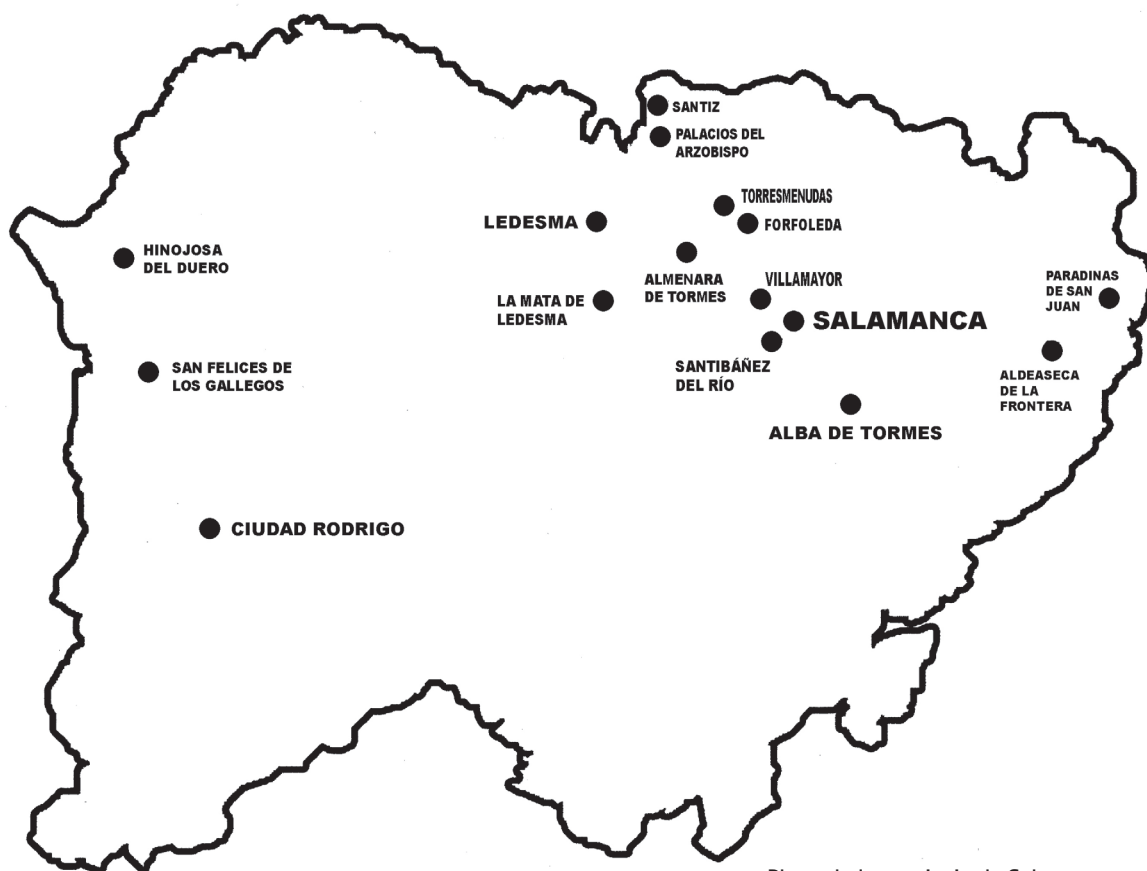 SANTIZ
PALACIOS DEL
ARZOBISPO
TORRESMENUDAS
FORFOLEDA
LEDESMA
HINOJOSA
DEL DUERO
ALMENARA
DE TORMES
VILLAMAYOR
PARADINAS
DE SAN
JUAN
LA MATA DE
LEDESMA
SALAMANCA
SANTIBÁÑEZ
DEL RÍO
SAN FELICES DE
LOS GALLEGOS
ALDEASECA
DE LA
FRONTERA
ALBA DE TORMES
CIUDAD RODRIGO